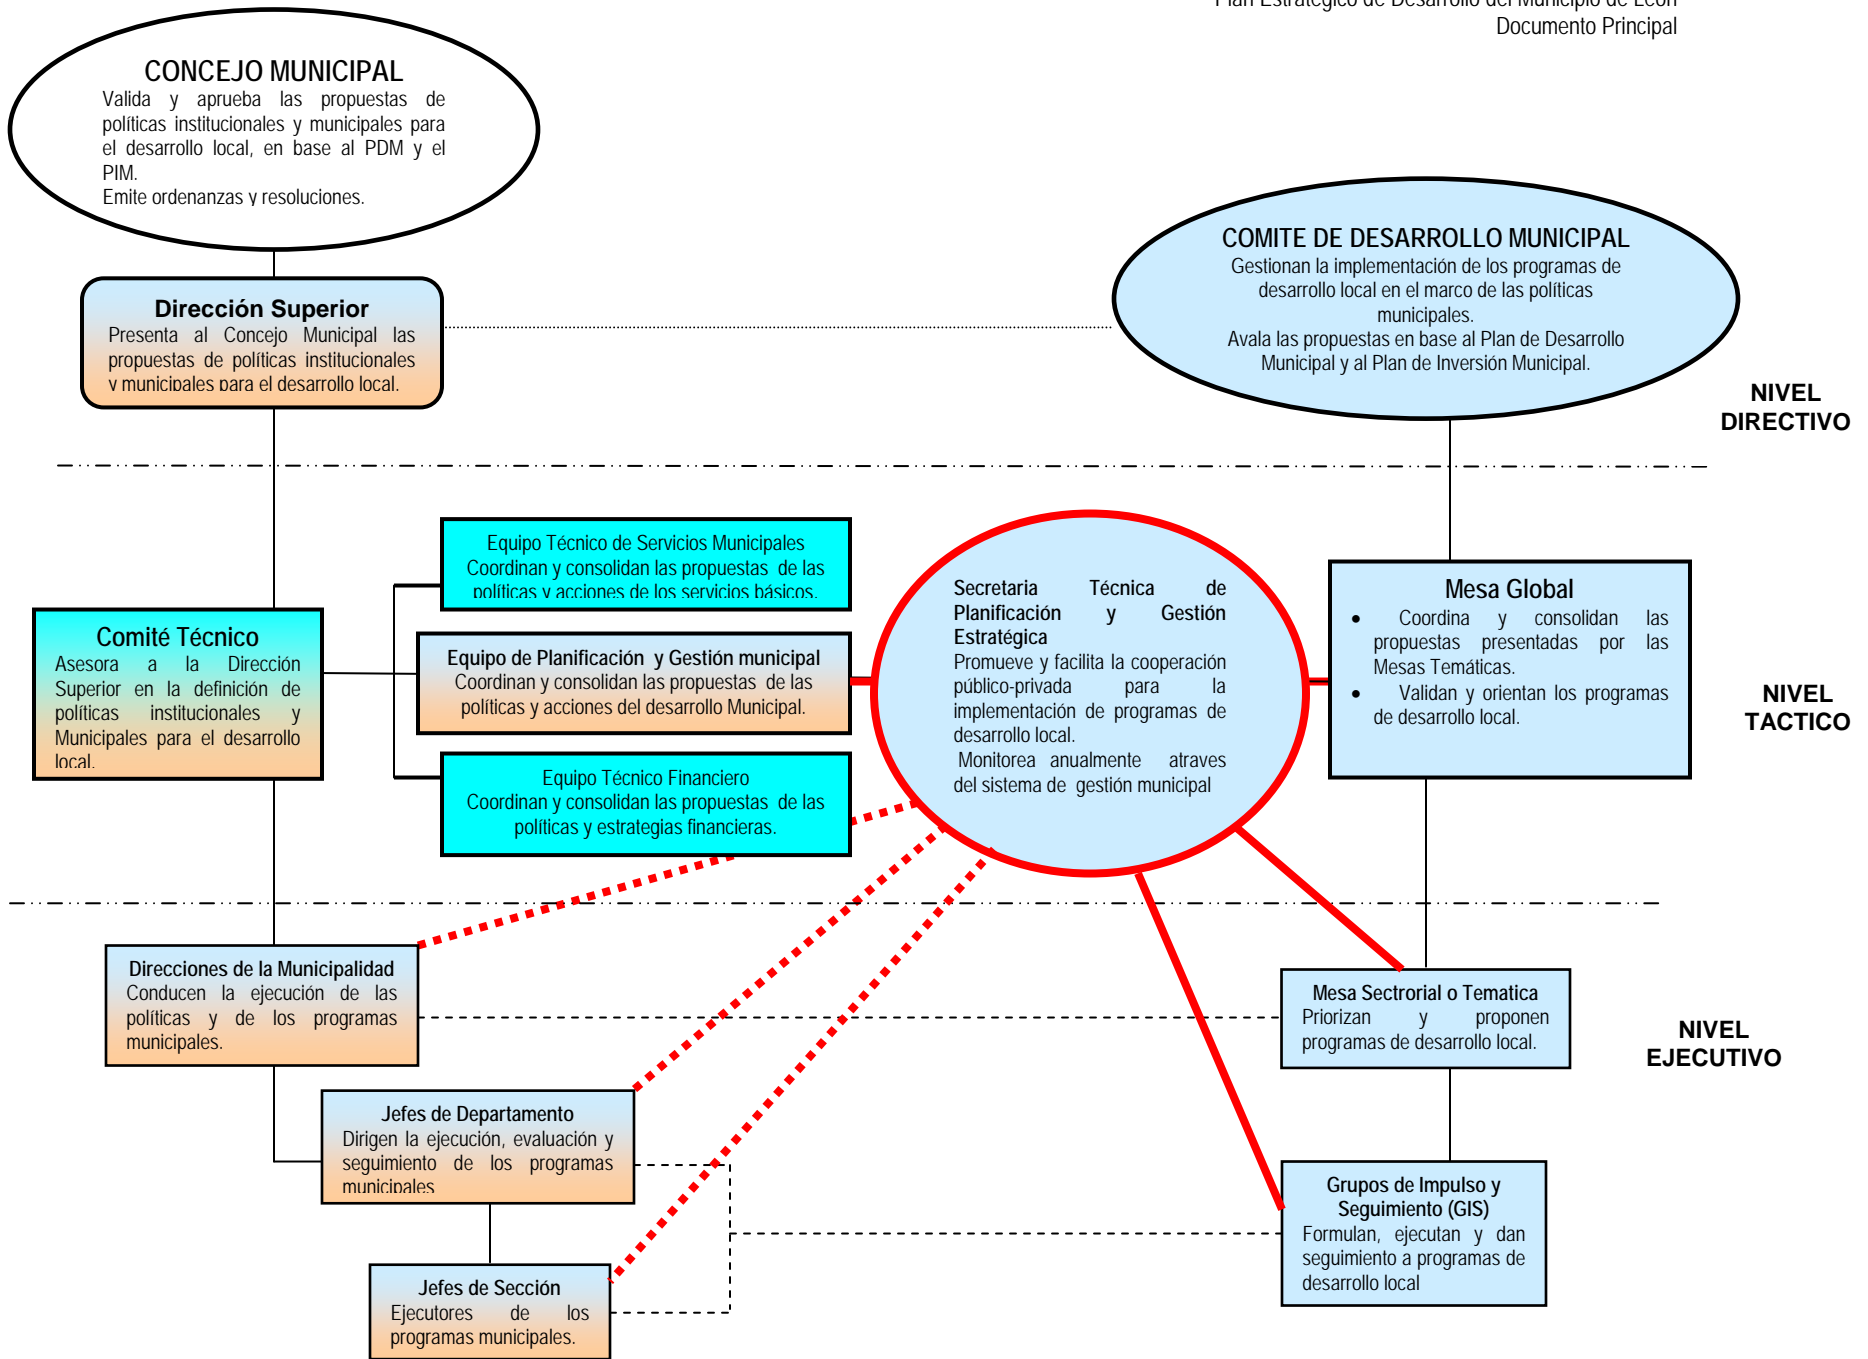 Plan Estratégico de Desarrollo del Municipio de León
Documento Principal
CONCEJO MUNICIPAL
Valida y aprueba las propuestas de
políticas institucionales y municipales para
el desarrollo local, en base al PDM y el
PIM.
Emite ordenanzas y resoluciones.
COMITE DE DESARROLLO MUNICIPAL
Gestionan la implementación de los programas de
desarrollo local en el marco de las políticas
municipales.
Avala las propuestas en base al Plan de Desarrollo
Municipal y al Plan de Inversión Municipal.
Dirección Superior
Presenta al Concejo Municipal las
propuestas de políticas institucionales
y municipales para el desarrollo local.
NIVEL
DIRECTIVO
Equipo Técnico de Servicios Municipales
Coordinan y consolidan las propuestas de las
políticas y acciones de los servicios básicos.
Comité Técnico
Asesora a la Dirección
Superior en la definición de
políticas institucionales y
Municipales para el desarrollo
local.
Equipo de Planificación y Gestión municipal
Coordinan y consolidan las propuestas de las
políticas y acciones del desarrollo Municipal.
Equipo Técnico Financiero
Coordinan y consolidan las propuestas de las
políticas y estrategias financieras.
Secretaria Técnica de
Planificación y Gestión
Estratégica
Promueve y facilita la cooperación
público-privada para la
implementación de programas de
desarrollo local.
Monitorea anualmente atraves
del sistema de gestión municipal
Mesa Global
• Coordina y consolidan las
propuestas presentadas por las
Mesas Temáticas.
• Validan y orientan los programas
de desarrollo local.
NIVEL
TACTICO
Direcciones de la Municipalidad
Conducen la ejecución de las
políticas y de los programas
municipales.
Mesa Sectrorial o Tematica
Priorizan y proponen
programas de desarrollo local.
NIVEL
EJECUTIVO
Jefes de Departamento
Dirigen la ejecución, evaluación y
seguimiento de los programas
municipales
Grupos de Impulso y
Seguimiento (GIS)
Formulan, ejecutan y dan
seguimiento a programas de
desarrollo local
Jefes de Sección
Ejecutores de los
programas municipales.